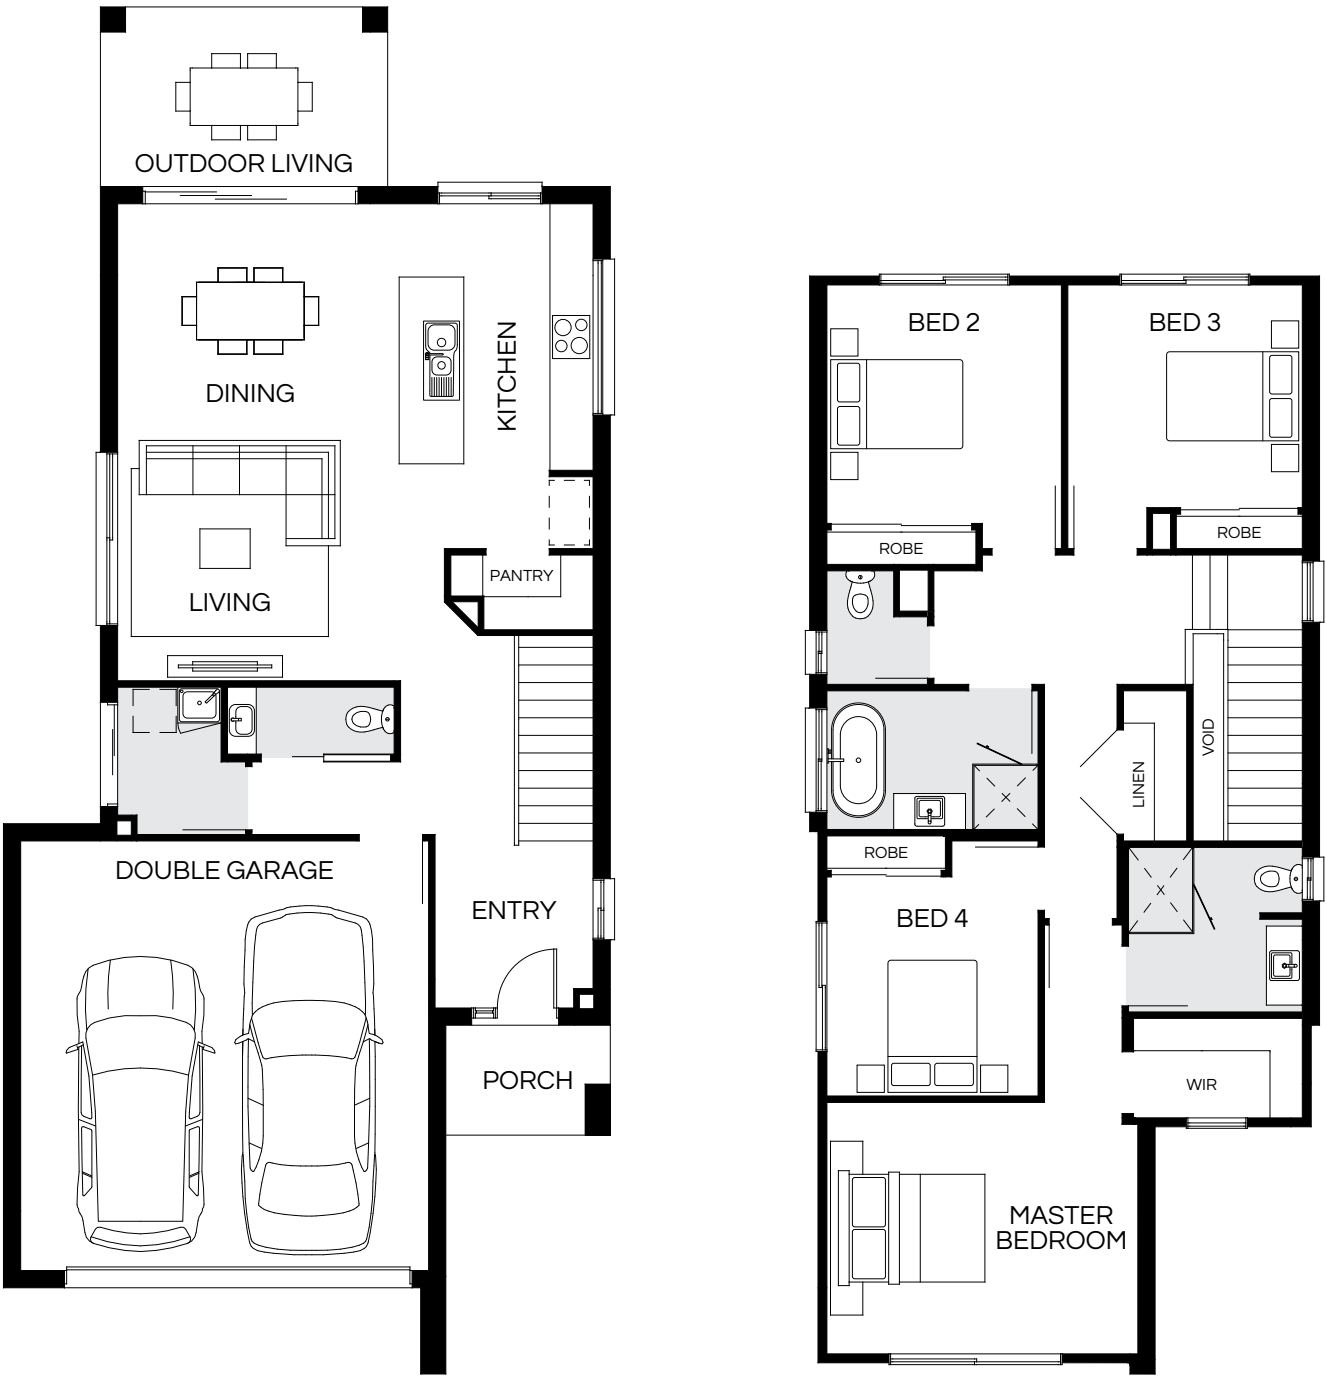 OUTDOOR LIVING
DINING
KITCHEN
PANTRY
LIVING
DOUBLE GARAGE
ENTRY
PORCH
BED 2
BED 3
ROBE
ROBE
VOID
LINEN
ROBE
BED 4
WIR
MASTER
BEDROOM